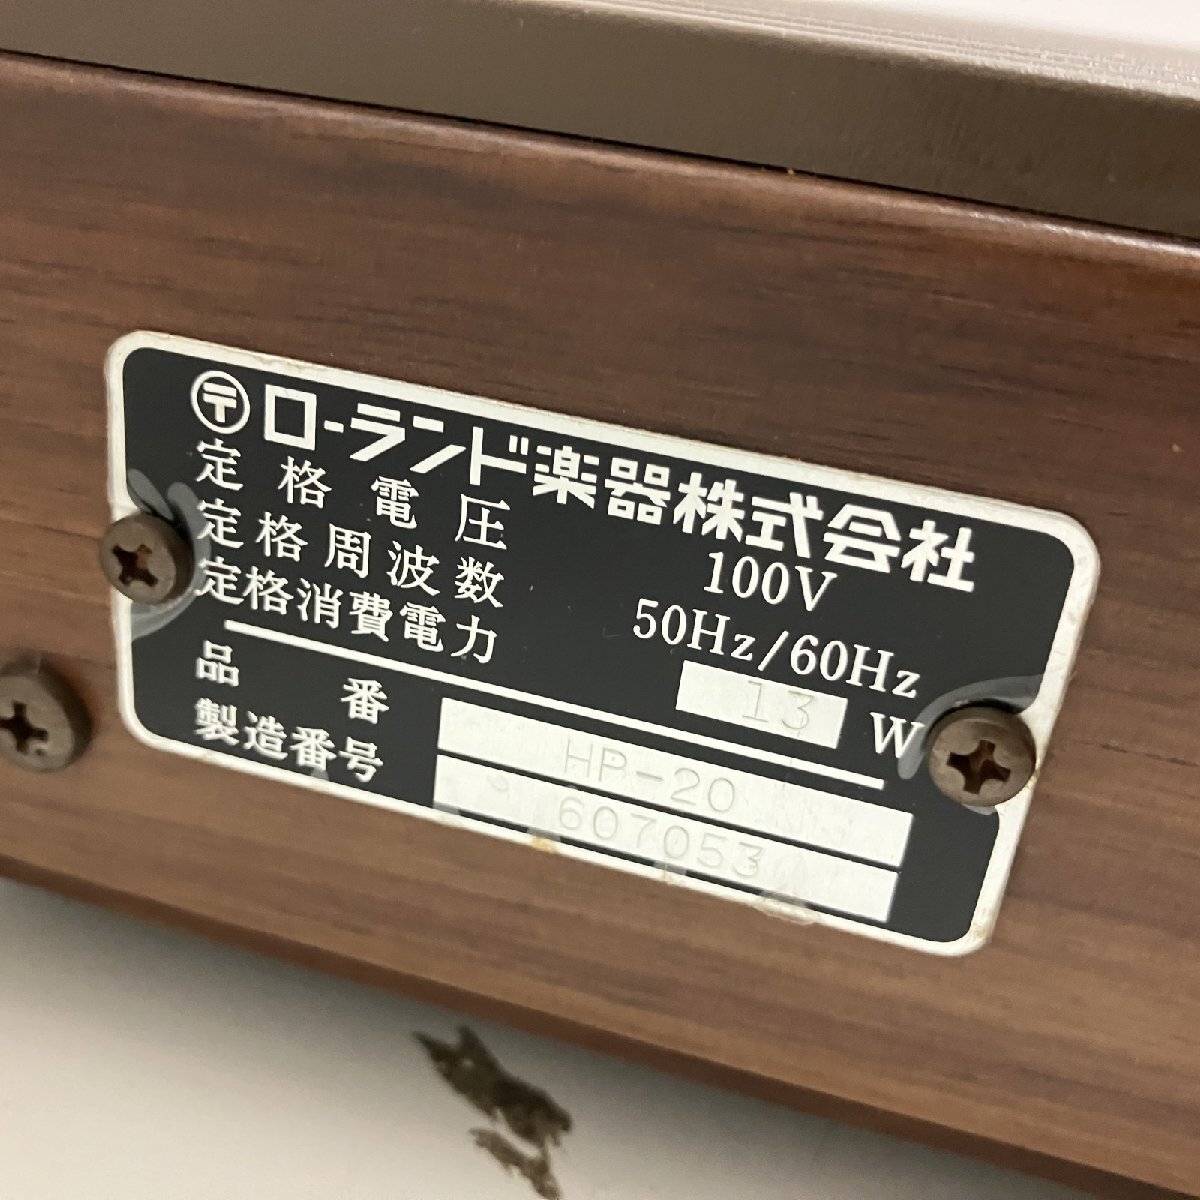 〶ローランド楽器株式会社
定格電圧 100V
定格周波数 50Hz/60Hz
定格消費電力 13 W
品番 HP-20
製造番号 607053